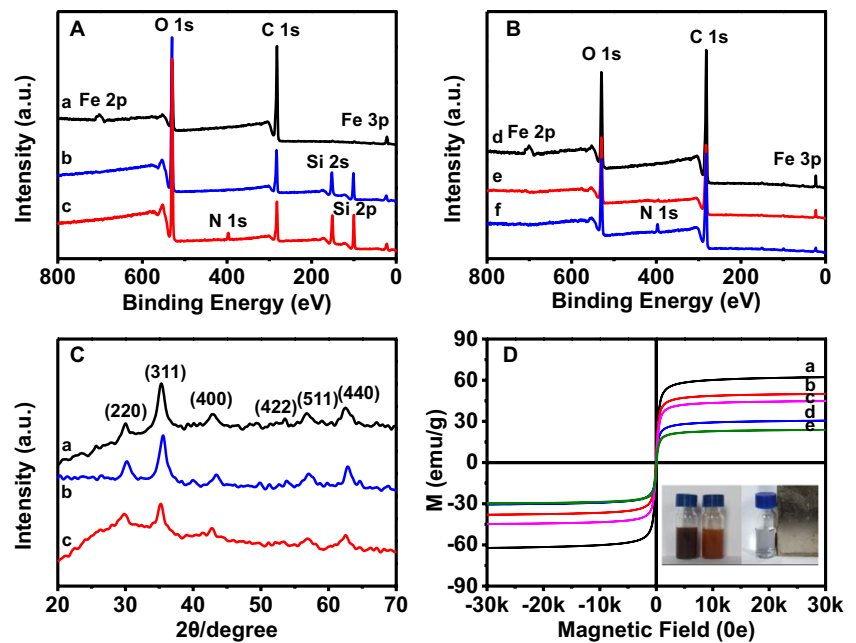 A
O 1s
C 1s
a
Fe 2p
Fe 3p
b
Si 2s
c
N 1s
Si 2p
Intensity (a.u.)
800 600 400 200 0
Binding Energy (eV)
B
C 1s
O 1s
d
Fe 2p
Fe 3p
e
N 1s
f
Intensity (a.u.)
800 600 400 200 0
Binding Energy (eV)
C
(311)
(220)
(400)
(422)
(511)
(440)
a
b
c
Intensity (a.u.)
20 30 40 50 60 70
2θ/degree
D
90
60
30
0
-30
-60
-90
a
b
c
d
e
M (emu/g)
-30k -20k -10k 0 10k 20k 30k
Magnetic Field (0e)